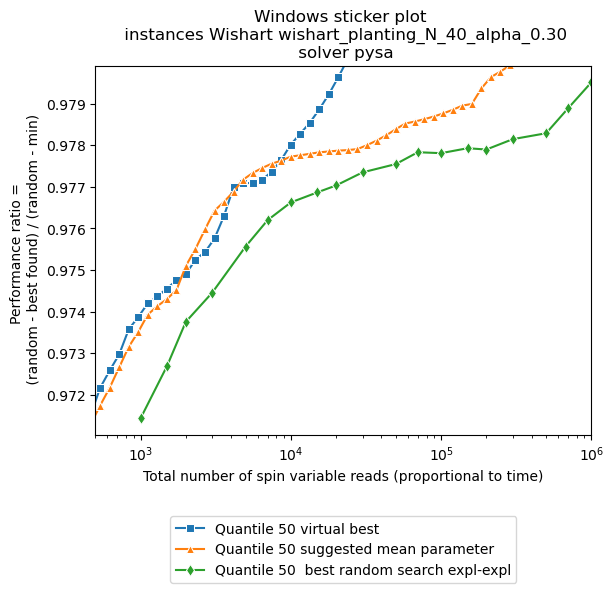 Windows sticker plot
instances Wishart wishart_planting_N_40_alpha_0.30
solver pysa
Performance ratio =
(random - best found) / (random - min)
0.979
0.978
0.977
0.976
0.975
0.974
0.973
0.972
10³
10⁴
10⁵
10⁶
Total number of spin variable reads (proportional to time)
Quantile 50 virtual best
Quantile 50 suggested mean parameter
Quantile 50  best random search expl-expl